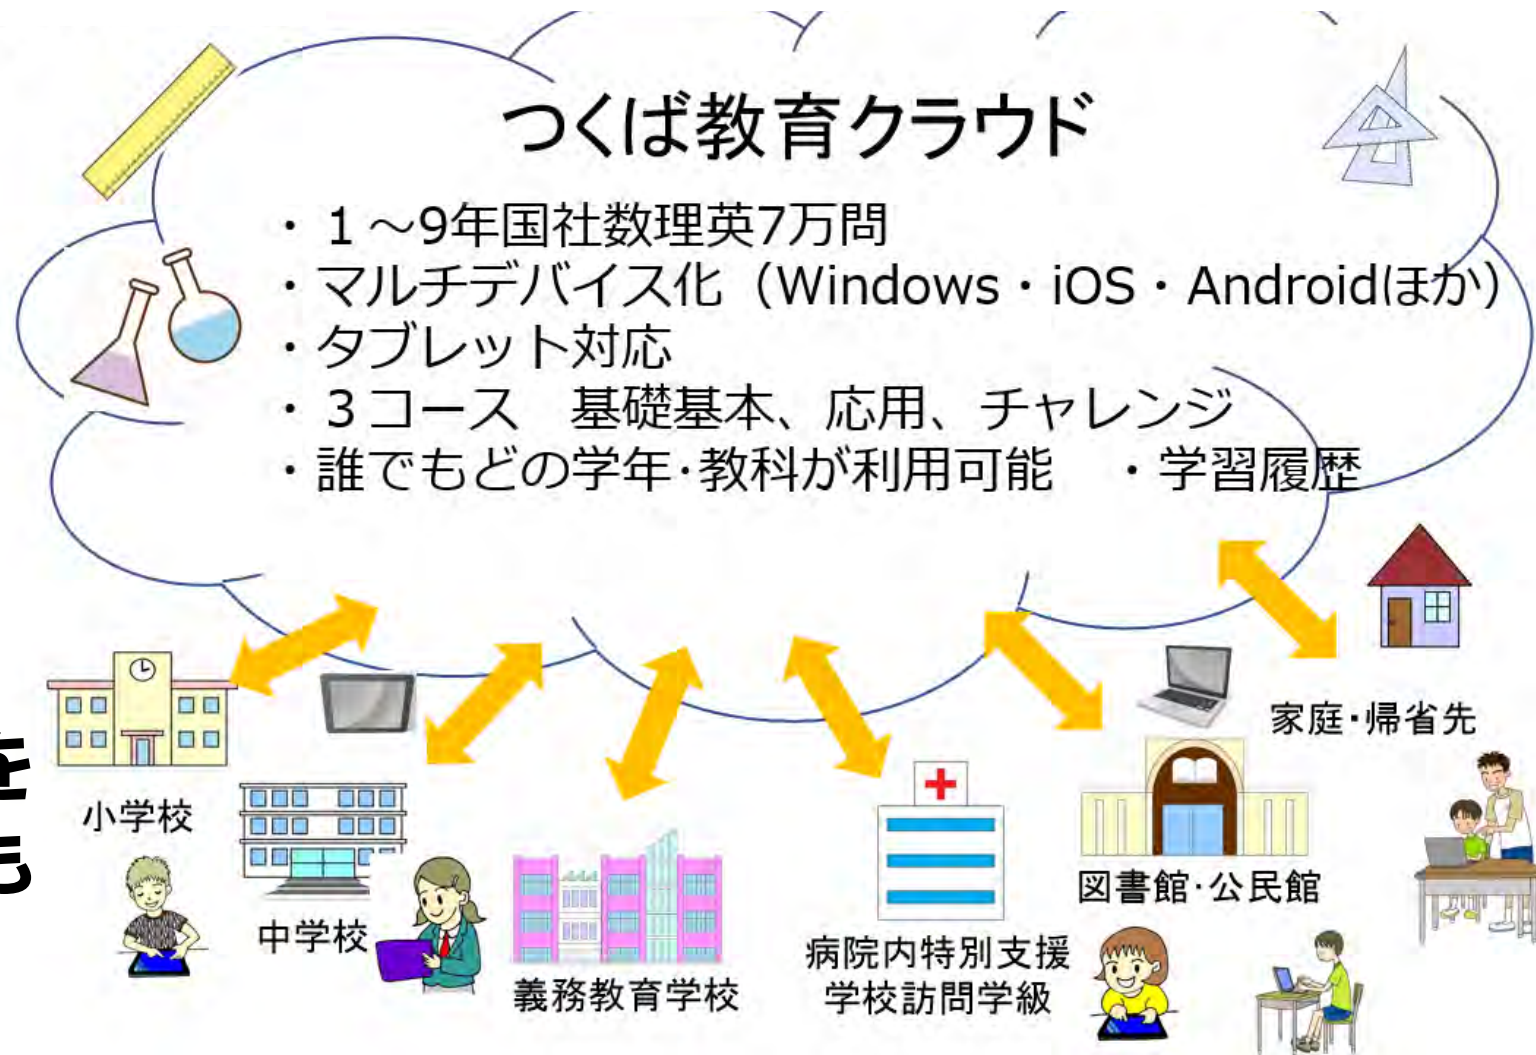 つくば教育クラウド
・１～9年国社数理英7万問
・マルチデバイス化（Windows・iOS・Androidほか）
・タブレット対応
・３コース　基礎基本、応用、チャレンジ
・誰でもどの学年･教科が利用可能　・学習履歴
家庭・帰省先
を
も
小学校
中学校
義務教育学校
病院内特別支援
学校訪問学級
図書館･公民館